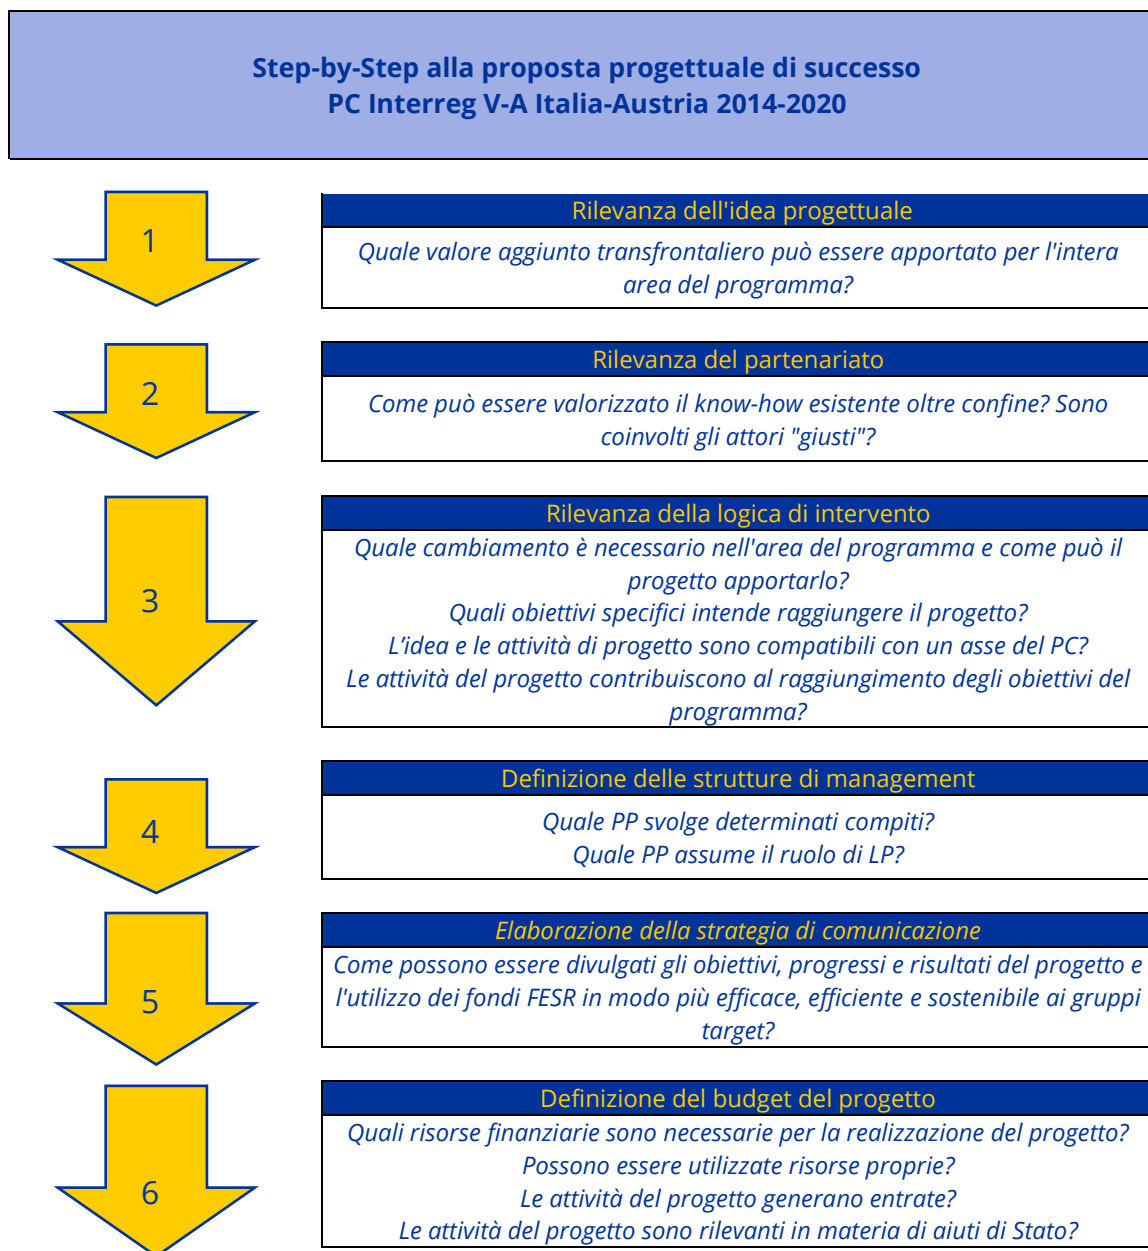 Step-by-Step alla proposta progettuale di successo
PC Interreg V-A Italia-Austria 2014-2020
1
Rilevanza dell'idea progettuale
Quale valore aggiunto transfrontaliero può essere apportato per l'intera
area del programma?
2
Rilevanza del partenariato
Come può essere valorizzato il know-how esistente oltre confine? Sono
coinvolti gli attori "giusti"?
3
Rilevanza della logica di intervento
Quale cambiamento è necessario nell'area del programma e come può il
progetto apportarlo?
Quali obiettivi specifici intende raggiungere il progetto?
L’idea e le attività di progetto sono compatibili con un asse del PC?
Le attività del progetto contribuiscono al raggiungimento degli obiettivi del
programma?
4
Definizione delle strutture di management
Quale PP svolge determinati compiti?
Quale PP assume il ruolo di LP?
5
Elaborazione della strategia di comunicazione
Come possono essere divulgati gli obiettivi, progressi e risultati del progetto e
l'utilizzo dei fondi FESR in modo più efficace, efficiente e sostenibile ai gruppi
target?
6
Definizione del budget del progetto
Quali risorse finanziarie sono necessarie per la realizzazione del progetto?
Possono essere utilizzate risorse proprie?
Le attività del progetto generano entrate?
Le attività del progetto sono rilevanti in materia di aiuti di Stato?